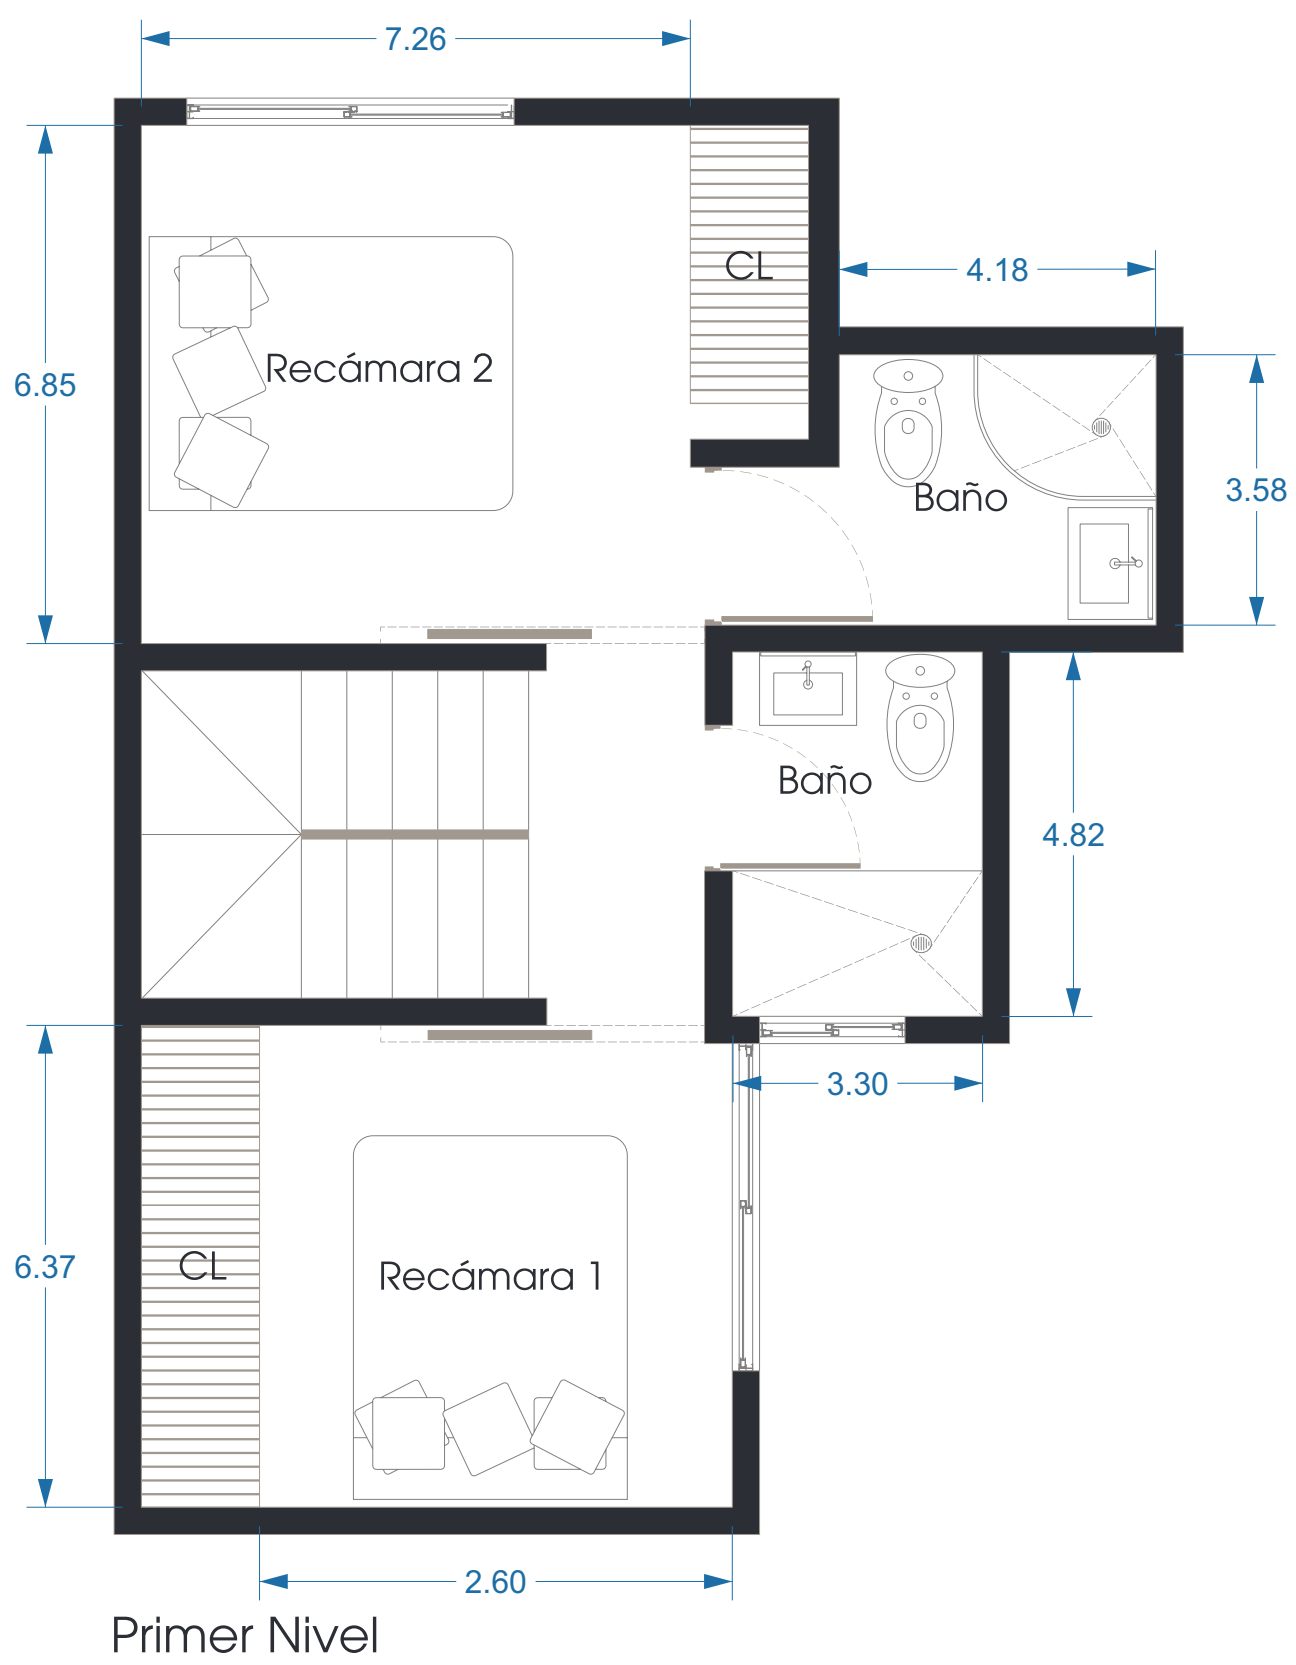 7.26
CL
4.18
Recámara 2
6.85
3.58
Baño
Baño
4.82
3.30
6.37
CL
Recámara 1
2.60
Primer Nivel